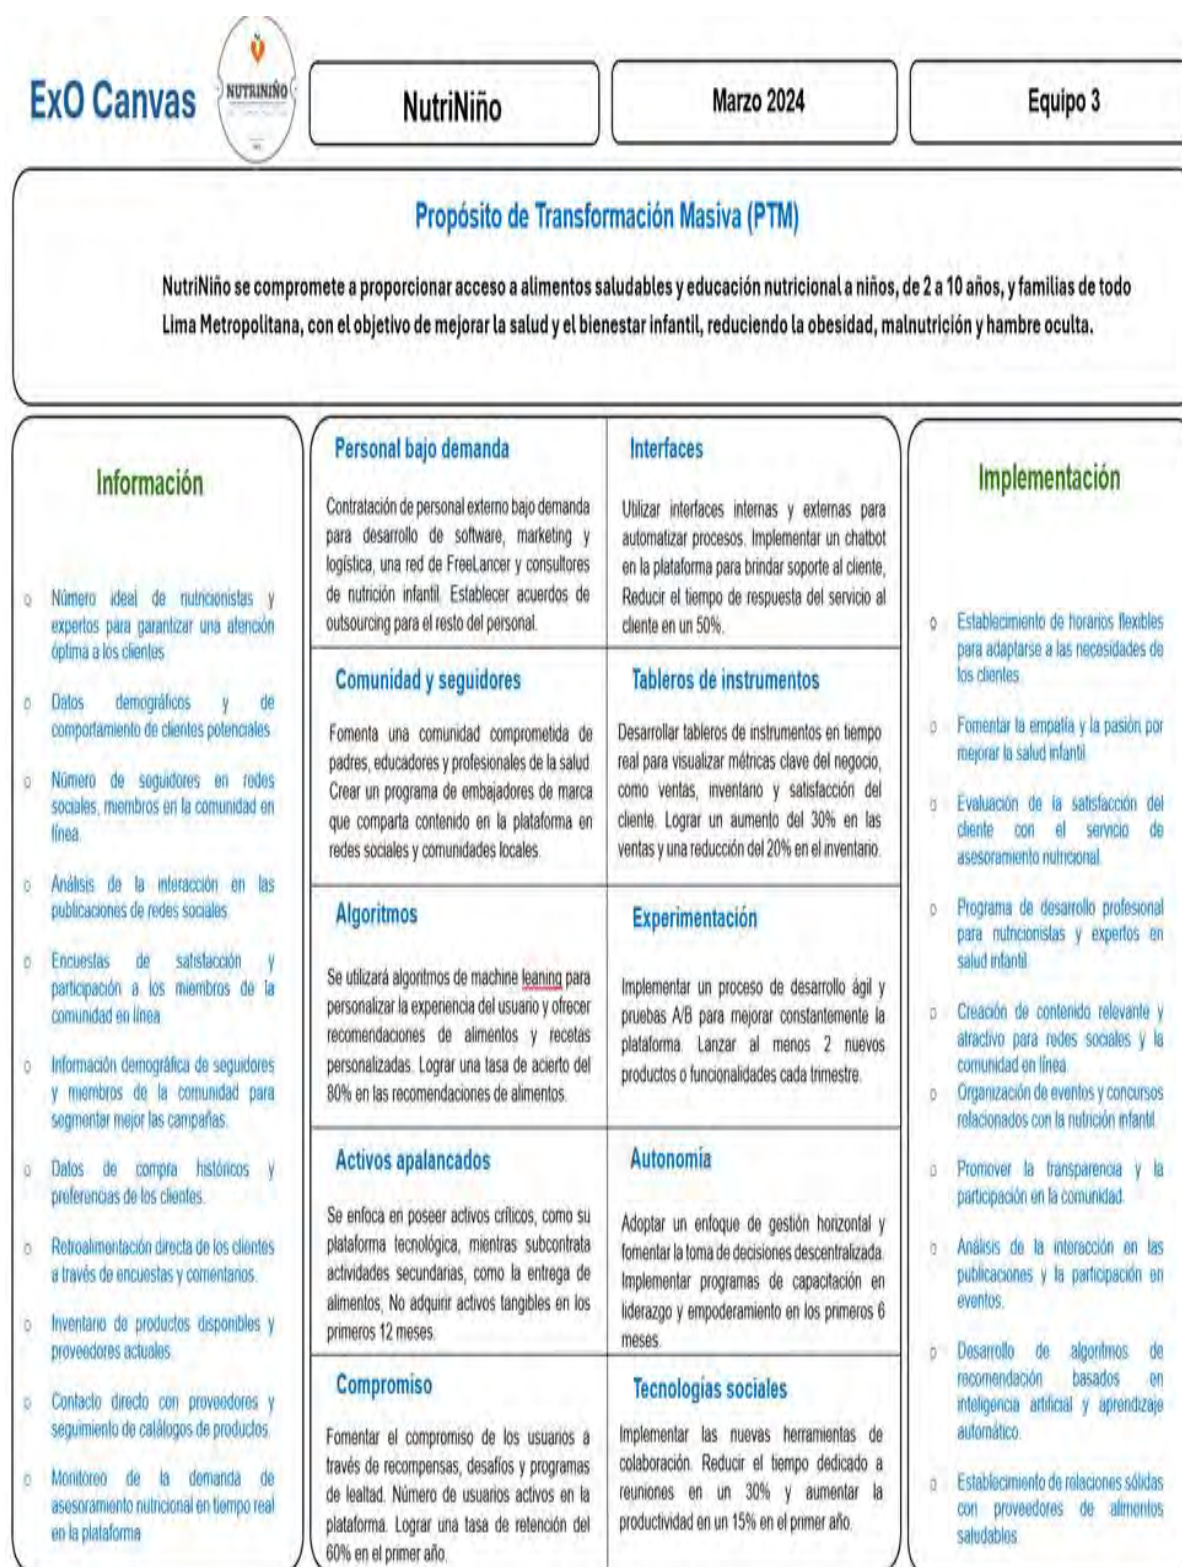 ExO Canvas
NUTRINIÑO
NutriNiño
Marzo 2024
Equipo 3
Propósito de Transformación Masiva (PTM)
NutriNiño se compromete a proporcionar acceso a alimentos saludables y educación nutricional a niños, de 2 a 10 años, y familias de todo
Lima Metropolitana, con el objetivo de mejorar la salud y el bienestar infantil, reduciendo la obesidad, malnutrición y hambre oculta.
Información
o Número ideal de nutricionistas y
expertos para garantizar una atención
óptima a los clientes
o Datos demográficos y de
comportamiento de clientes potenciales
o Número de seguidores en redes
sociales, miembros en la comunidad en
línea.
o Análisis de la interacción en las
publicaciones de redes sociales
o Encuestas de satisfacción y
participación a los miembros de la
comunidad en línea
o Información demográfica de seguidores
y miembros de la comunidad para
segmentar mejor las campañas.
o Datos de compra históricos y
preferencias de los clientes.
o Retroalimentación directa de los clientes
a través de encuestas y comentarios.
o Inventario de productos disponibles y
proveedores actuales
o Contacto directo con proveedores y
seguimiento de catálogos de productos
o Monitoreo de la demanda de
asesoramiento nutricional en tiempo real
en la plataforma
Personal bajo demanda
Contratación de personal externo bajo demanda
para desarrollo de software, marketing y
logística, una red de FreeLancer y consultores
de nutrición infantil. Establecer acuerdos de
outsourcing para el resto del personal.
Interfaces
Utilizar interfaces internas y externas para
automatizar procesos. Implementar un chatbot
en la plataforma para brindar soporte al cliente,
Reducir el tiempo de respuesta del servicio al
cliente en un 50%.
Comunidad y seguidores
Fomenta una comunidad comprometida de
padres, educadores y profesionales de la salud
Crear un programa de embajadores de marca
que comparta contenido en la plataforma en
redes sociales y comunidades locales.
Tableros de instrumentos
Desarrollar tableros de instrumentos en tiempo
real para visualizar métricas clave del negocio,
como ventas, inventario y satisfacción del
cliente. Lograr un aumento del 30% en las
ventas y una reducción del 20% en el inventario.
Algoritmos
Se utilizará algoritmos de machine leaning para
personalizar la experiencia del usuario y ofrecer
recomendaciones de alimentos y recetas
personalizadas. Lograr una tasa de acierto del
80% en las recomendaciones de alimentos.
Experimentación
Implementar un proceso de desarrollo ágil y
pruebas A/B para mejorar constantemente la
plataforma. Lanzar al menos 2 nuevos
productos o funcionalidades cada trimestre.
Activos apalancados
Se enfoca en poseer activos críticos, como su
plataforma tecnológica, mientras subcontrata
actividades secundarias, como la entrega de
alimentos, No adquirir activos tangibles en los
primeros 12 meses.
Autonomía
Adoptar un enfoque de gestión horizontal y
fomentar la toma de decisiones descentralizada.
Implementar programas de capacitación en
liderazgo y empoderamiento en los primeros 6
meses.
Compromiso
Fomentar el compromiso de los usuarios a
través de recompensas, desafíos y programas
de lealtad. Número de usuarios activos en la
plataforma. Lograr una tasa de retención del
60% en el primer año.
Tecnologías sociales
Implementar las nuevas herramientas de
colaboración. Reducir el tiempo dedicado a
reuniones en un 30% y aumentar la
productividad en un 15% en el primer año.
Implementación
o Establecimiento de horarios flexibles
para adaptarse a las necesidades de
los clientes
o Fomentar la empatía y la pasión por
mejorar la salud infantil
o Evaluación de la satisfacción del
cliente con el servicio de
asesoramiento nutricional
o Programa de desarrollo profesional
para nutricionistas y expertos en
salud infantil
o Creación de contenido relevante y
atractivo para redes sociales y la
comunidad en línea
o Organización de eventos y concursos
relacionados con la nutrición infantil
o Promover la transparencia y la
participación en la comunidad.
o Análisis de la interacción en las
publicaciones y la participación en
eventos.
o Desarrollo de algoritmos de
recomendación basados en
inteligencia artificial y aprendizaje
automático.
o Establecimiento de relaciones sólidas
con proveedores de alimentos
saludables